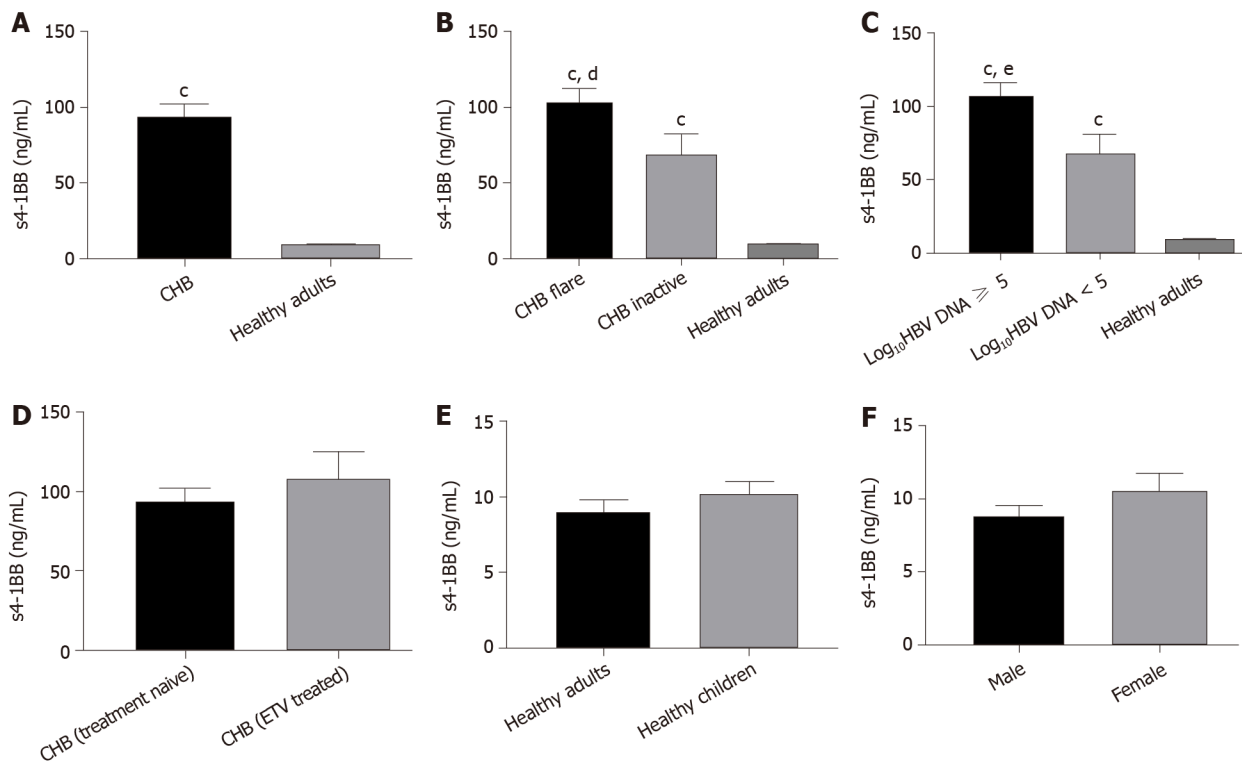 A
150
100
50
0
s4-1BB (ng/mL)
c
CHB
Healthy adults
B
150
100
50
0
s4-1BB (ng/mL)
c, d
c
CHB flare
CHB inactive
Healthy adults
C
150
100
50
0
s4-1BB (ng/mL)
c, e
c
Log₁₀HBV DNA ⩾ 5
Log₁₀HBV DNA < 5
Healthy adults
D
150
100
50
0
s4-1BB (ng/mL)
CHB (treatment naive)
CHB (ETV treated)
E
15
10
5
0
s4-1BB (ng/mL)
Healthy adults
Healthy children
F
15
10
5
0
s4-1BB (ng/mL)
Male
Female